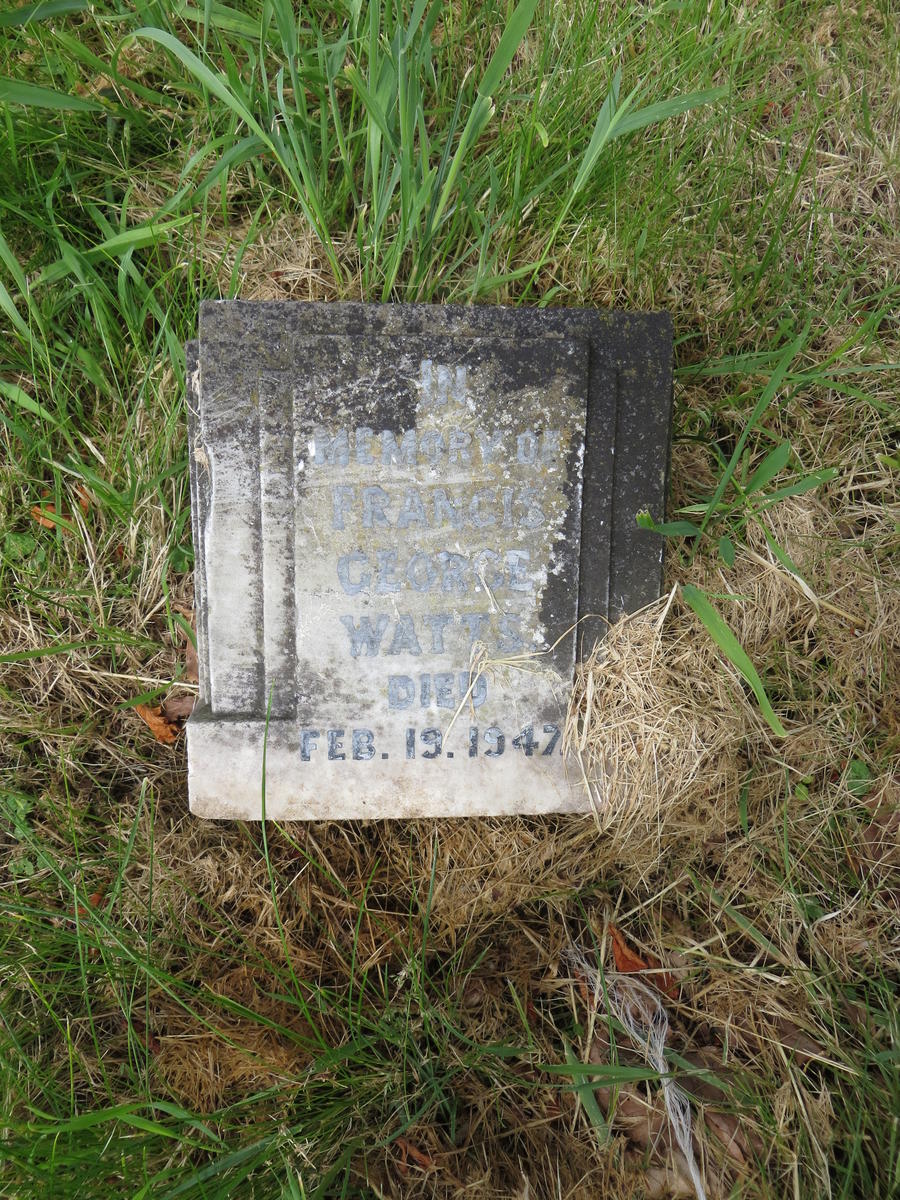 IN
MEMORY OF
FRANCIS
GEORGE
WATTS
DIED
FEB. 19. 1947